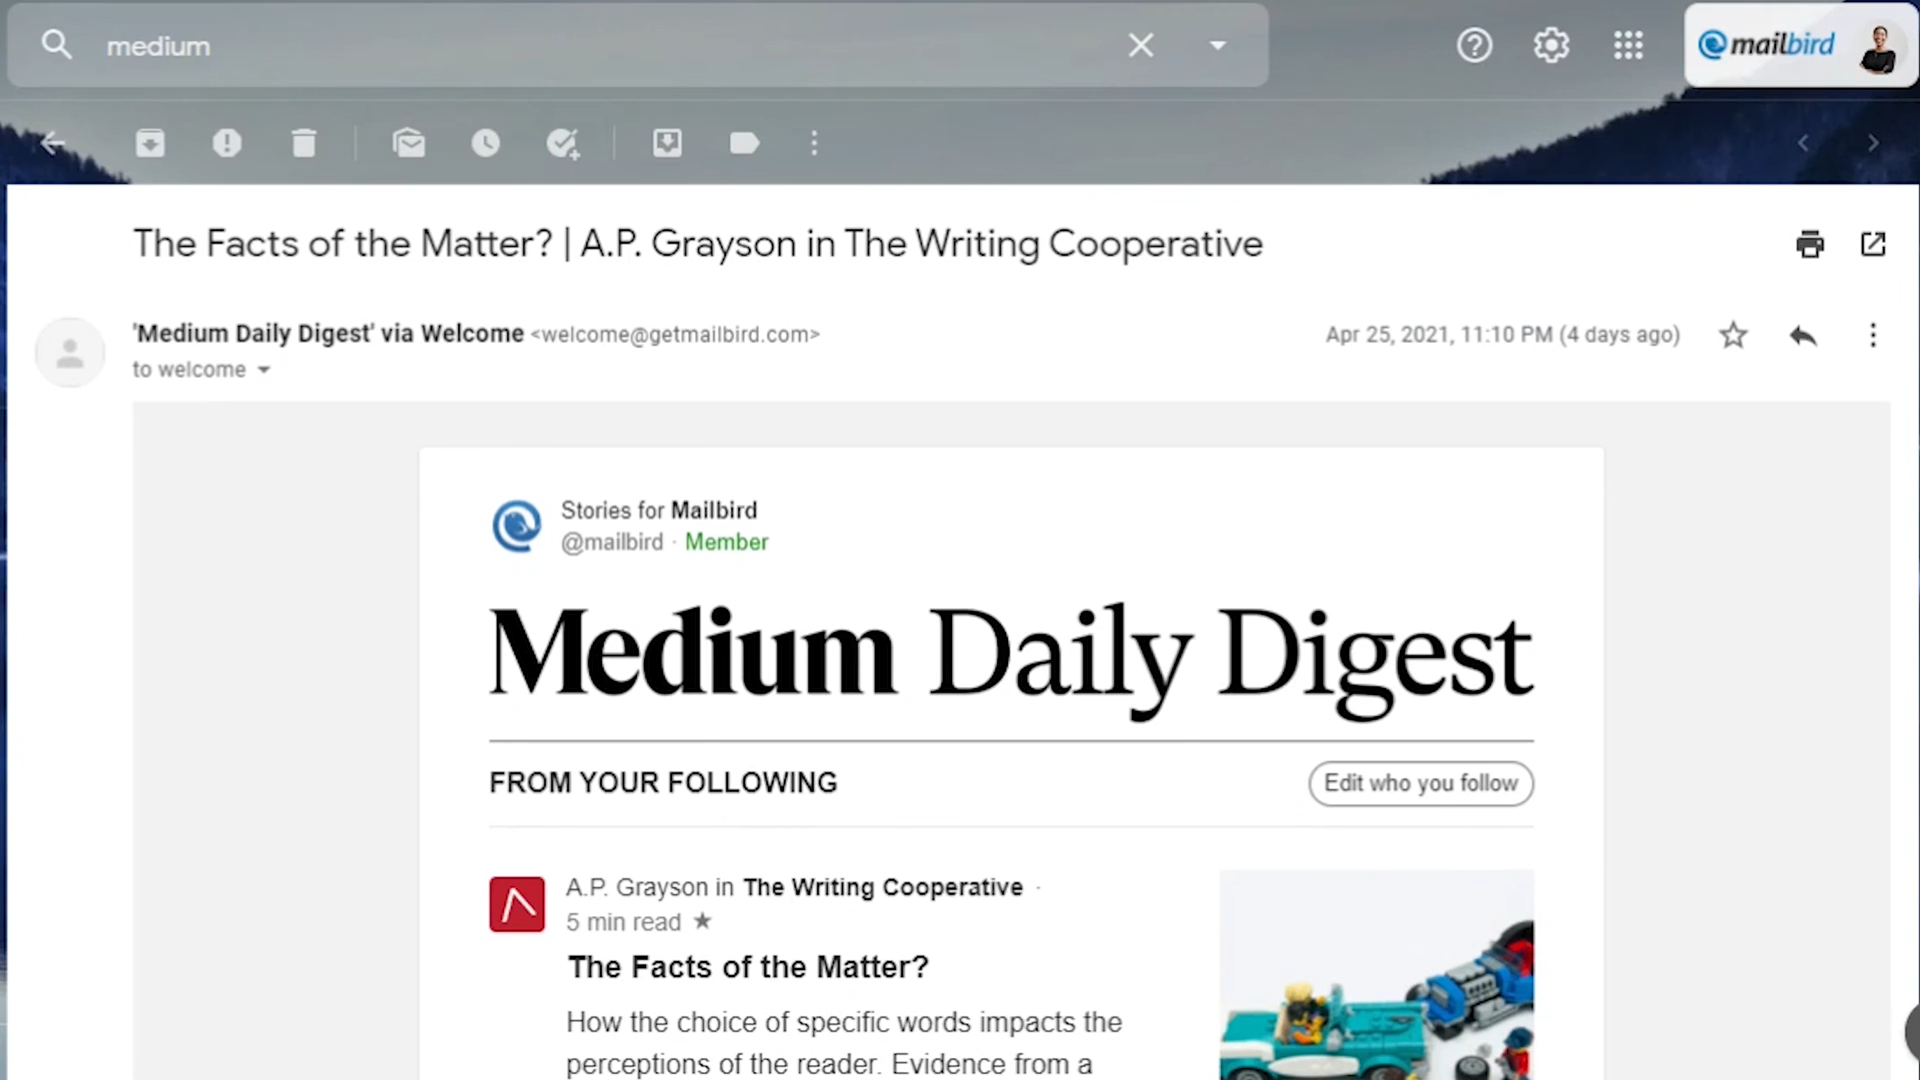 medium
mailbird
The Facts of the Matter? | A.P. Grayson in The Writing Cooperative
'Medium Daily Digest' via Welcome <welcome@getmailbird.com>
Apr 25, 2021, 11:10 PM (4 days ago)
to welcome
Stories for Mailbird
@mailbird · Member
Medium Daily Digest
FROM YOUR FOLLOWING
Edit who you follow
A.P. Grayson in The Writing Cooperative ·
5 min read ★
The Facts of the Matter?
How the choice of specific words impacts the
perceptions of the reader. Evidence from a